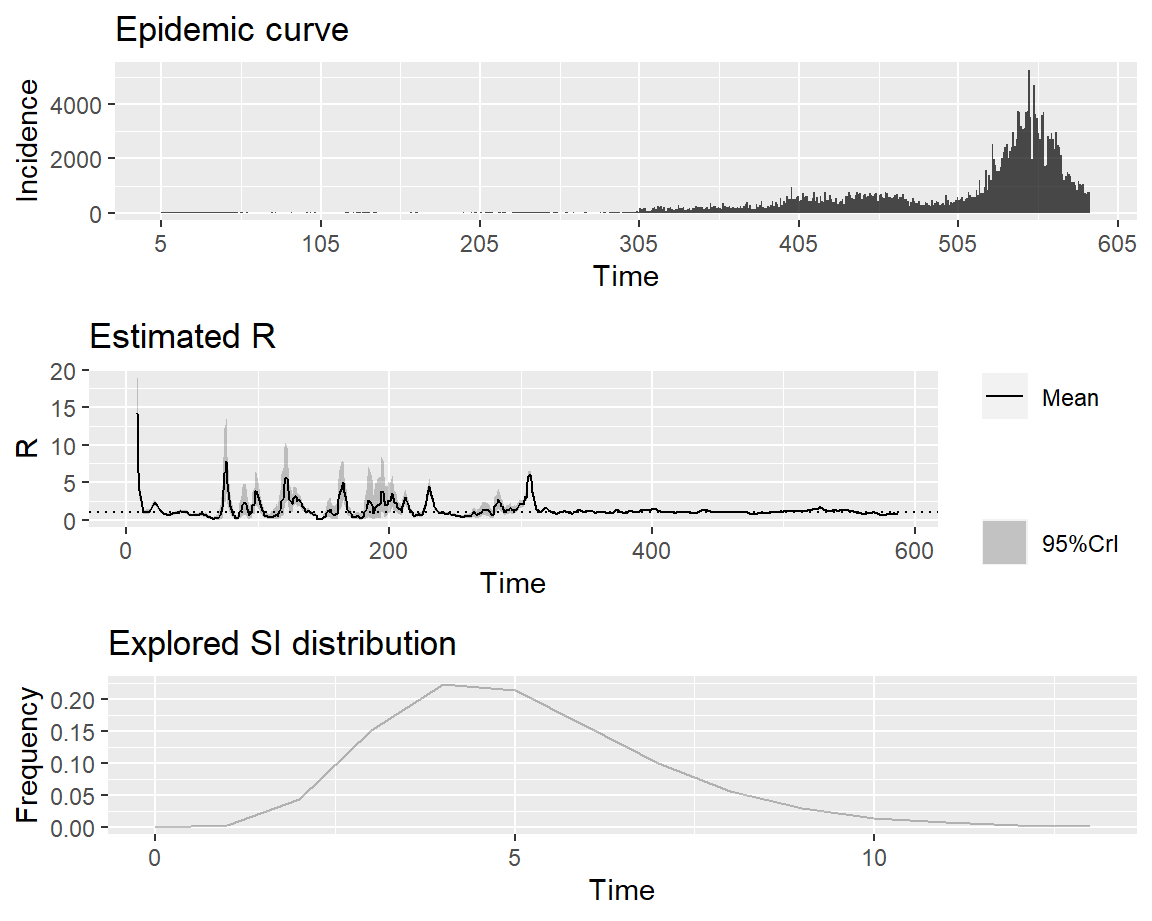 Epidemic curve
Incidence
4000
2000
0
5 105 205 305 405 505 605
Time
Estimated R
R
20
15
10
5
0
0 200 400 600
Time
Mean
95%CrI
Explored SI distribution
Frequency
0.20
0.15
0.10
0.05
0.00
0 5 10
Time